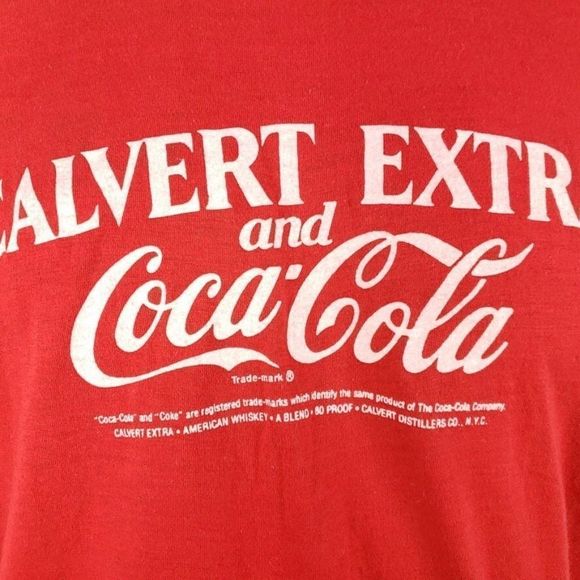 CALVERT EXTRA
and
Coca-Cola
Trade-mark ®
"Coca-Cola" and "Coke" are registered trade-marks which identify the same product of The Coca-Cola Company.
CALVERT EXTRA • AMERICAN WHISKEY • A BLEND • 80 PROOF • CALVERT DISTILLERS CO., N.Y.C.